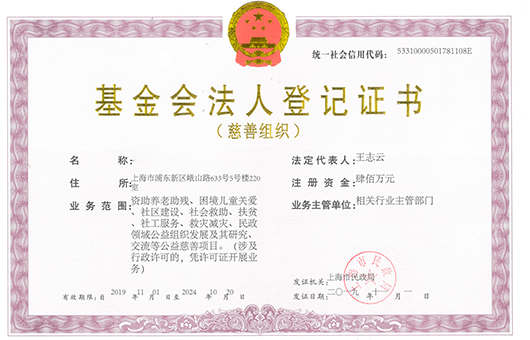 统一社会信用代码： 53310000501781108E
基金会法人登记证书
（慈善组织）
名 称：
法定代表人：王志云
住 所：上海市浦东新区峨山路633号5号楼220
室
注 册 资 金：肆佰万元
业 务 范 围：资助养老助残、困境儿童关爱
、社区建设、社会救助、扶贫
、社工服务、救灾减灾、民政
领域公益组织发展及其研究、
交流等公益慈善项目。（涉及
行政许可的，凭许可证开展业
务）
业务主管单位：相关行业主管部门
发证机关：上海市民政局
发证日期：二〇一九 年 十一 月 一 日
有效期限：自 2019 年 11 月 01 日至 2024 年 10 月 20 日